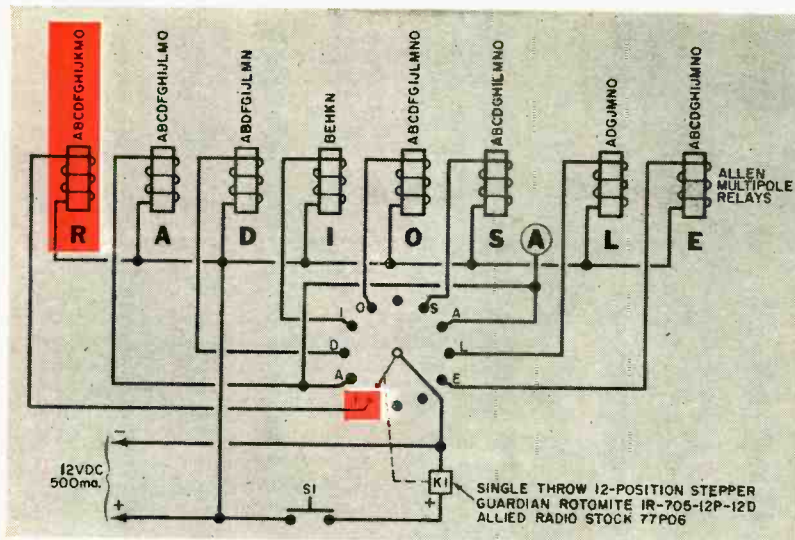 ABCDFGHIJKMO
ABCDFGHIJLMO
ABDFGIJLMN
BEHKN
ABCDFGIJLMNO
ABCDGHILMNO
ADGJMNO
ABCDGHIJMNO
ALLEN
MULTIPOLE
RELAYS
R A D I O S A L E
O S
I A
D L
A E
–
12VDC
500ma.
+
S1
K1
+
SINGLE THROW 12-POSITION STEPPER
GUARDIAN ROTOMITE IR-705-12P-12D
ALLIED RADIO STOCK 77P06